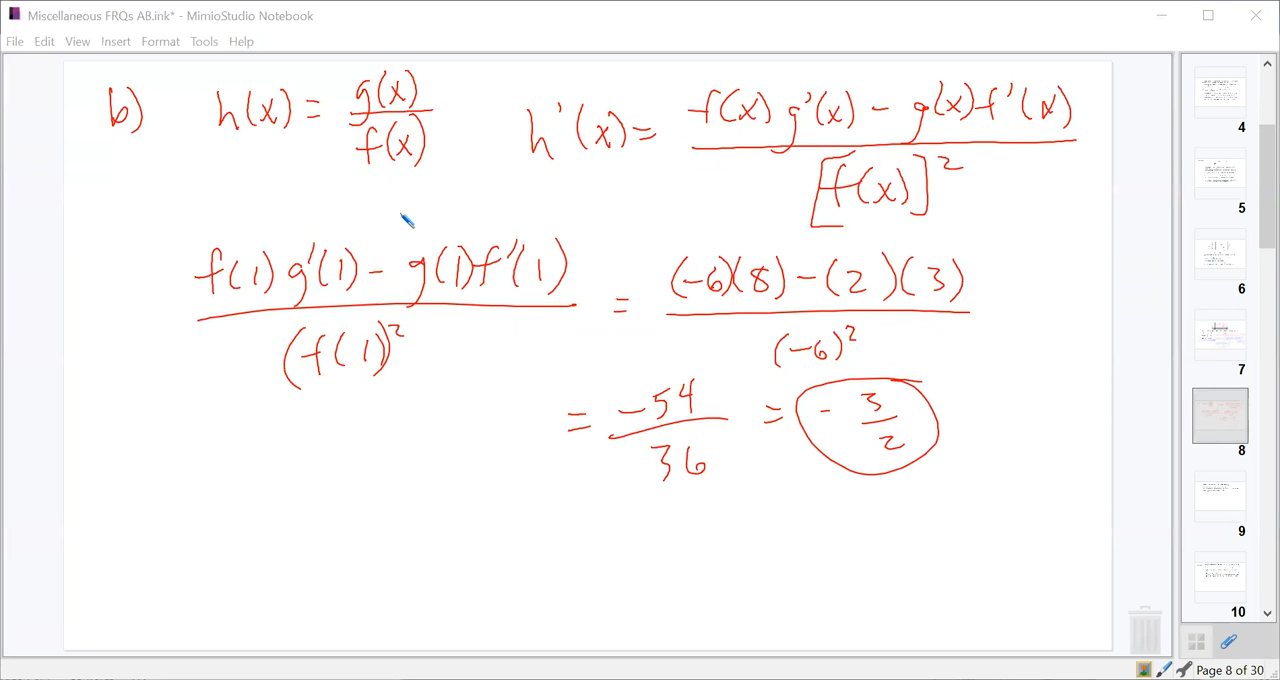 Miscellaneous FRQs AB.ink* - MimioStudio Notebook
File Edit View Insert Format Tools Help
b) h(x) = g(x)/f(x) h'(x) = f(x)g'(x) - g(x)f'(x)/[f(x)]²
f(1)g'(1) - g(1)f'(1)/(f(1)² = (-6)(8) - (2)(3)/(-6)²
= -54/36 = -3/2
4
5
6
7
8
9
10
Page 8 of 30